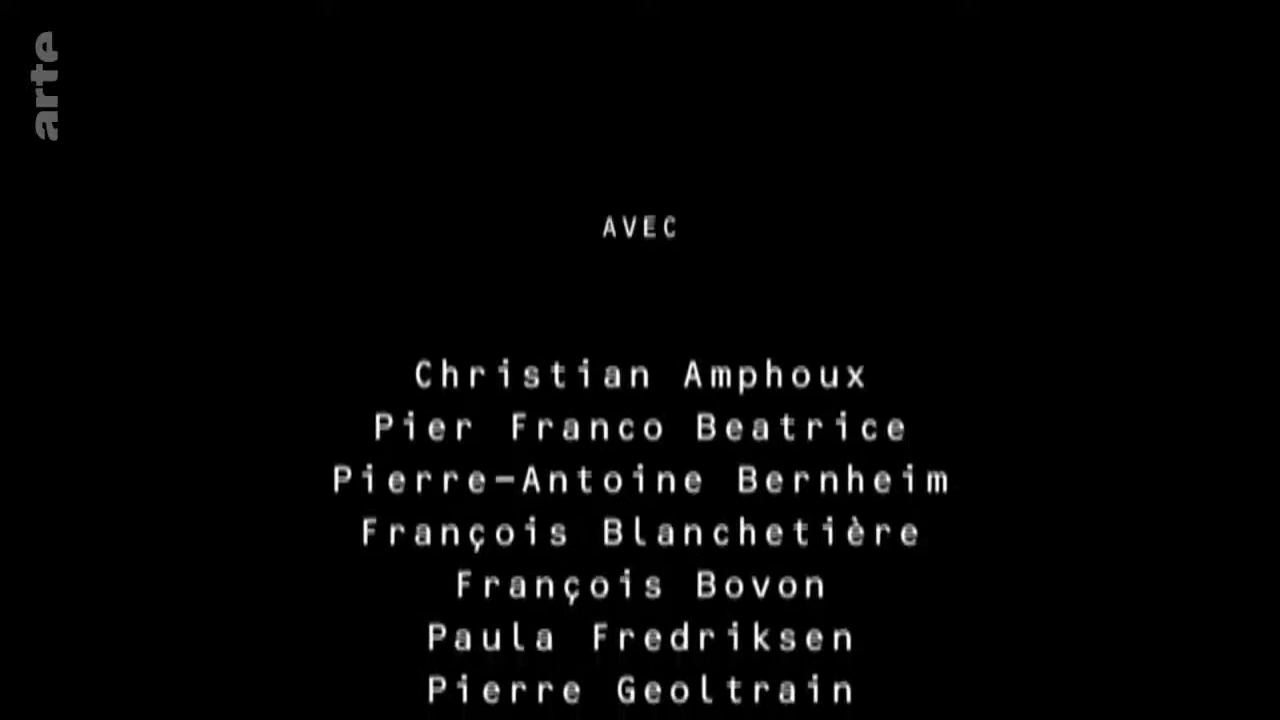 arte
AVEC
Christian Amphoux
Pier Franco Beatrice
Pierre-Antoine Bernheim
François Blanchetière
François Bovon
Paula Fredriksen
Pierre Geoltrain